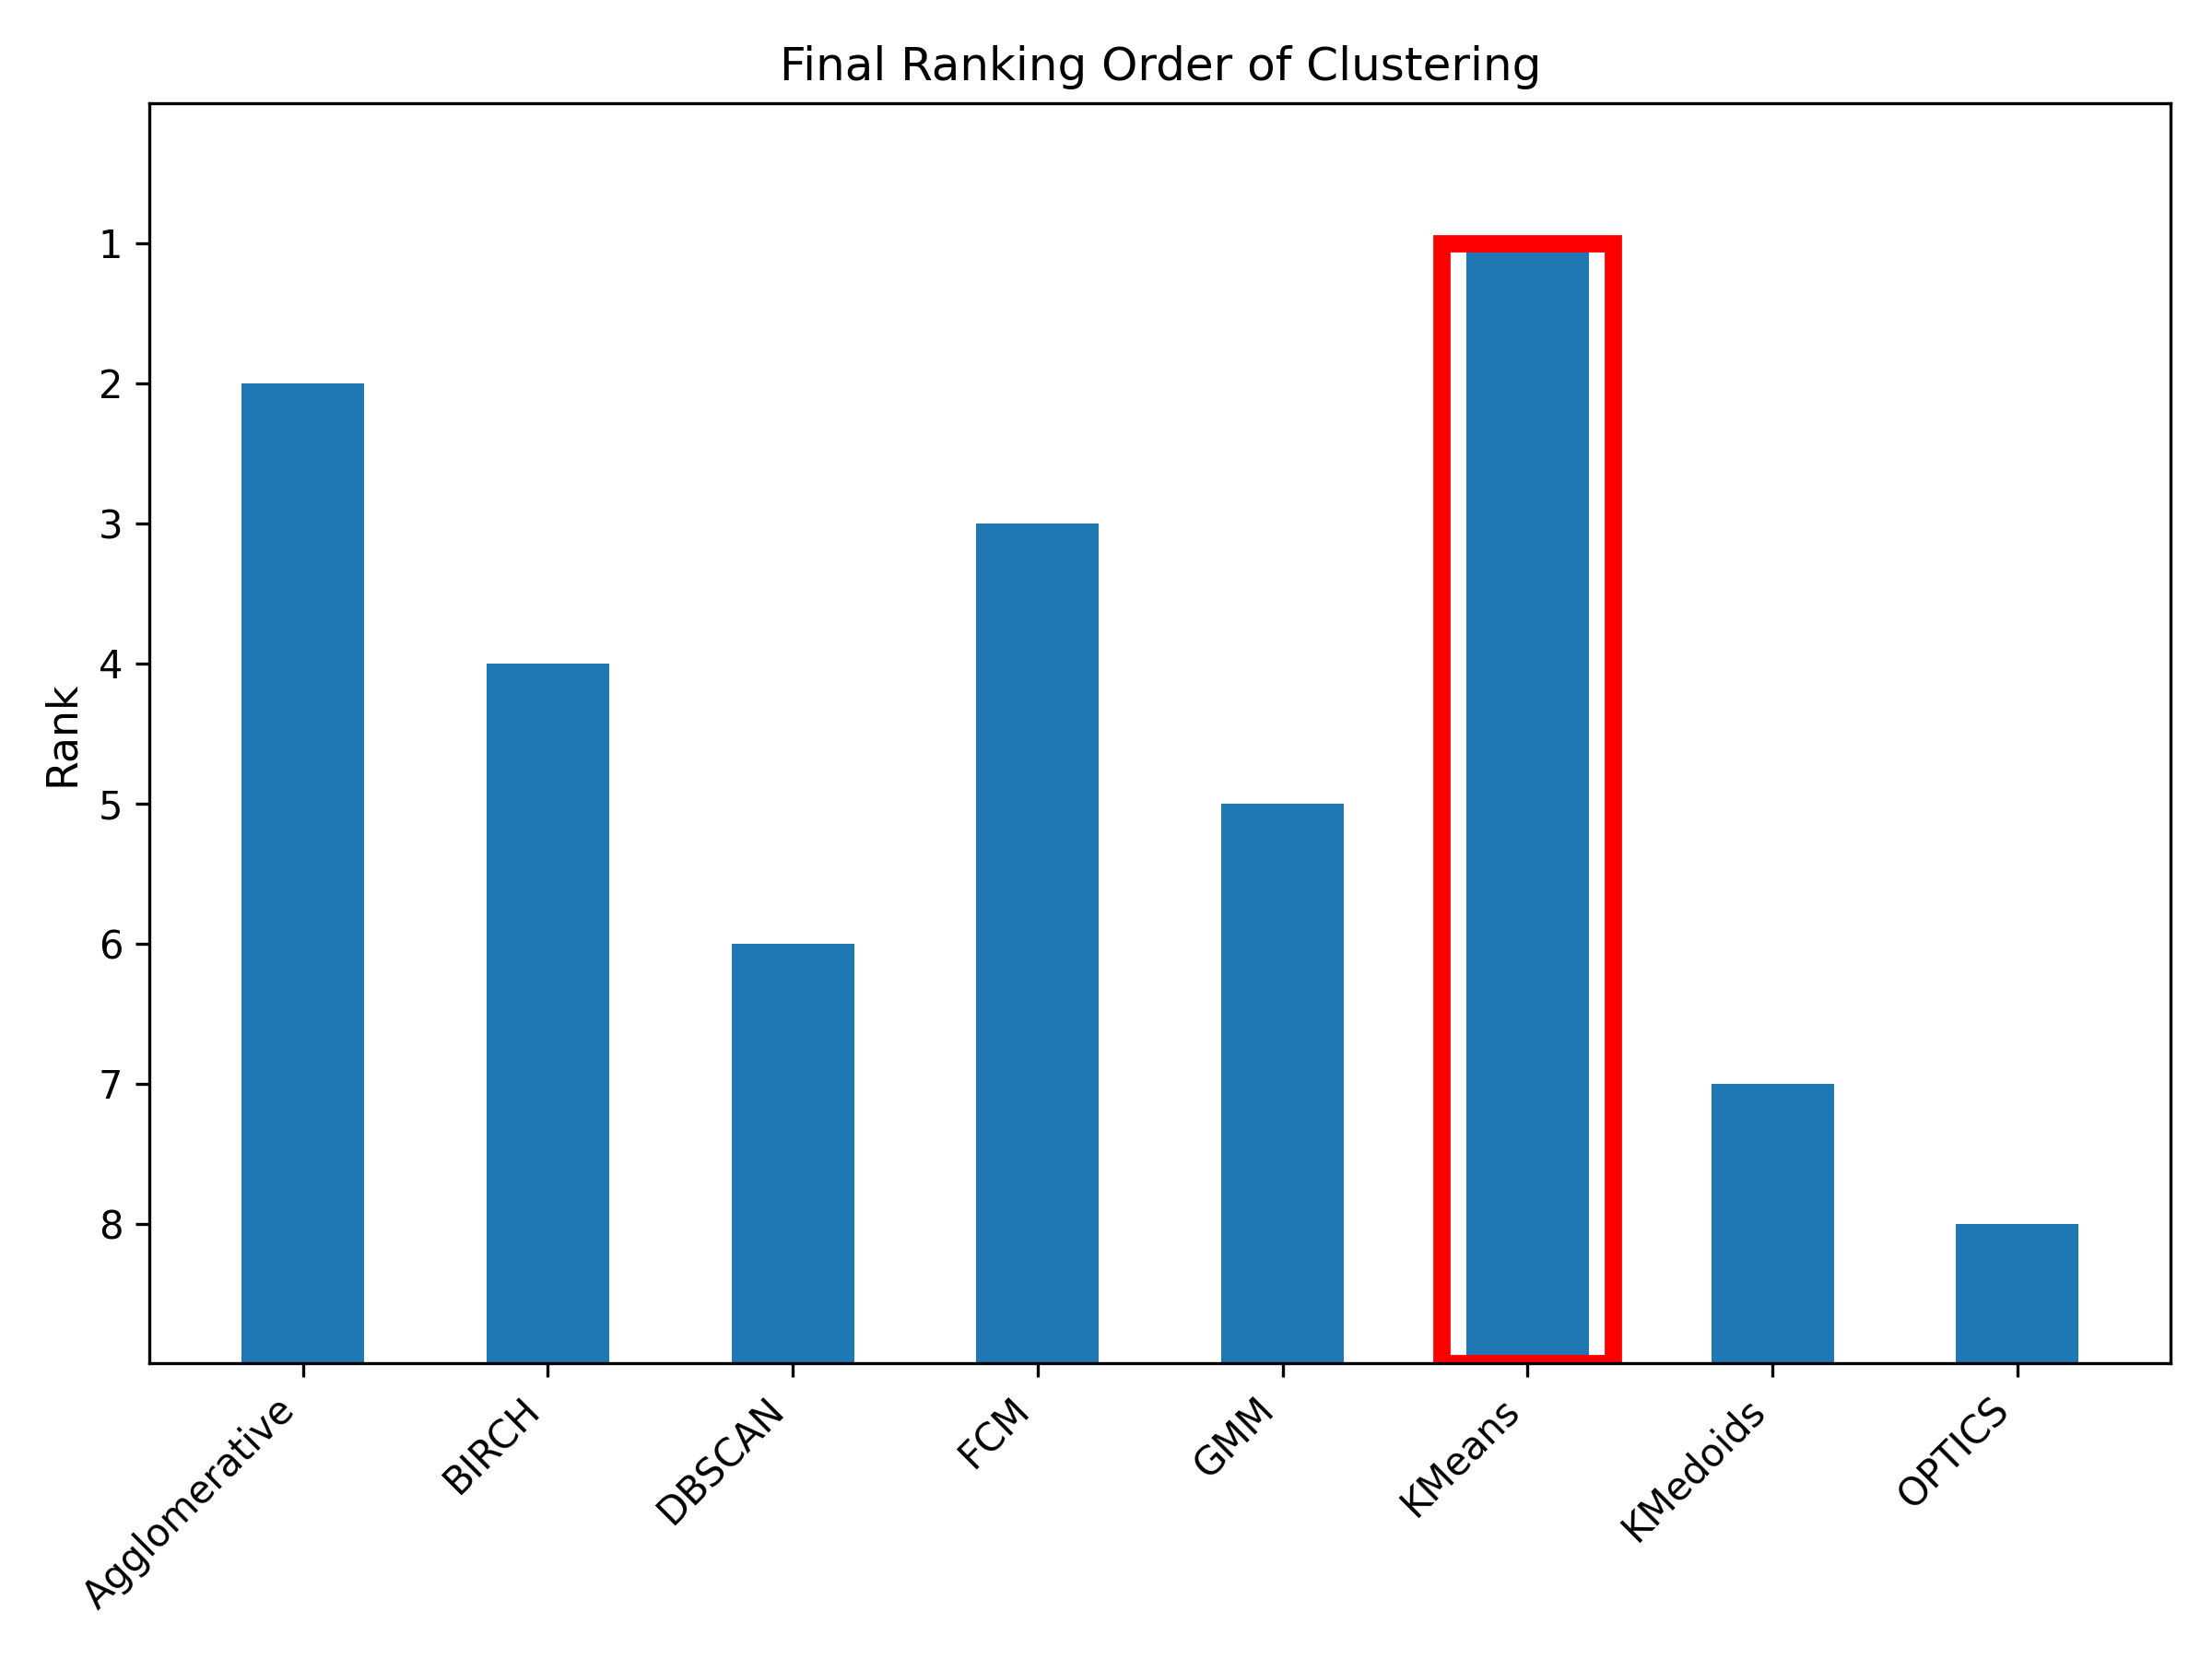 Final Ranking Order of Clustering
Rank
1
2
3
4
5
6
7
8
Agglomerative
BIRCH
DBSCAN
FCM
GMM
KMeans
KMedoids
OPTICS